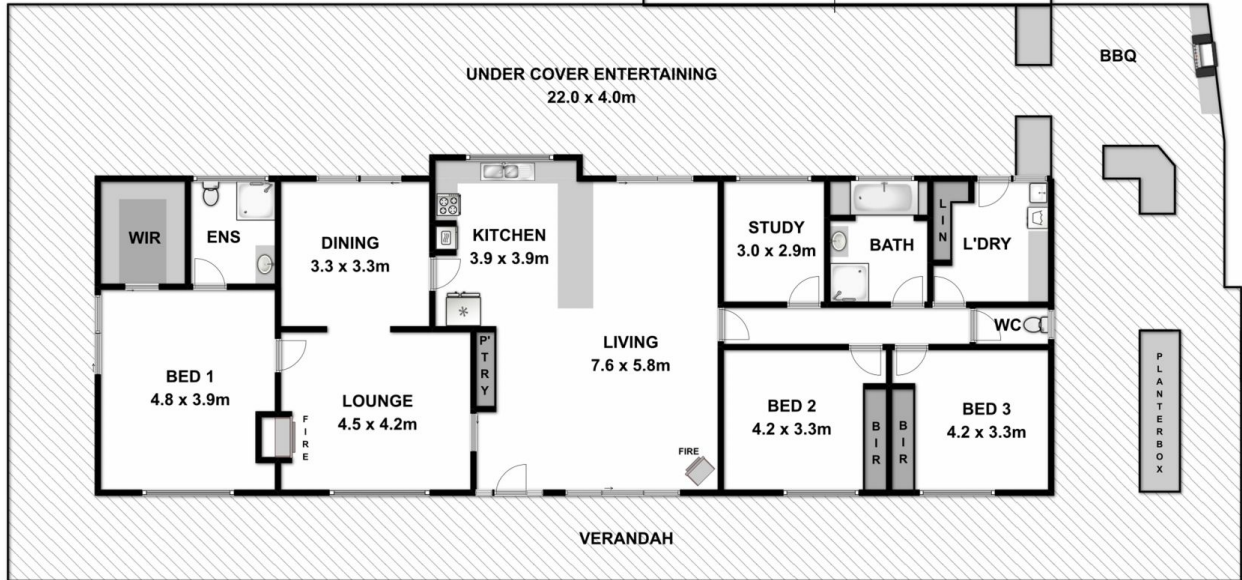 UNDER COVER ENTERTAINING
22.0 x 4.0m
BBQ
WIR
ENS
DINING
3.3 x 3.3m
KITCHEN
3.9 x 3.9m
STUDY
3.0 x 2.9m
BATH
LIN
L'DRY
WC
BED 1
4.8 x 3.9m
LOUNGE
4.5 x 4.2m
FIRE
P'TRY
LIVING
7.6 x 5.8m
FIRE
BED 2
4.2 x 3.3m
BIR
BIR
BED 3
4.2 x 3.3m
PLANTERBOX
VERANDAH